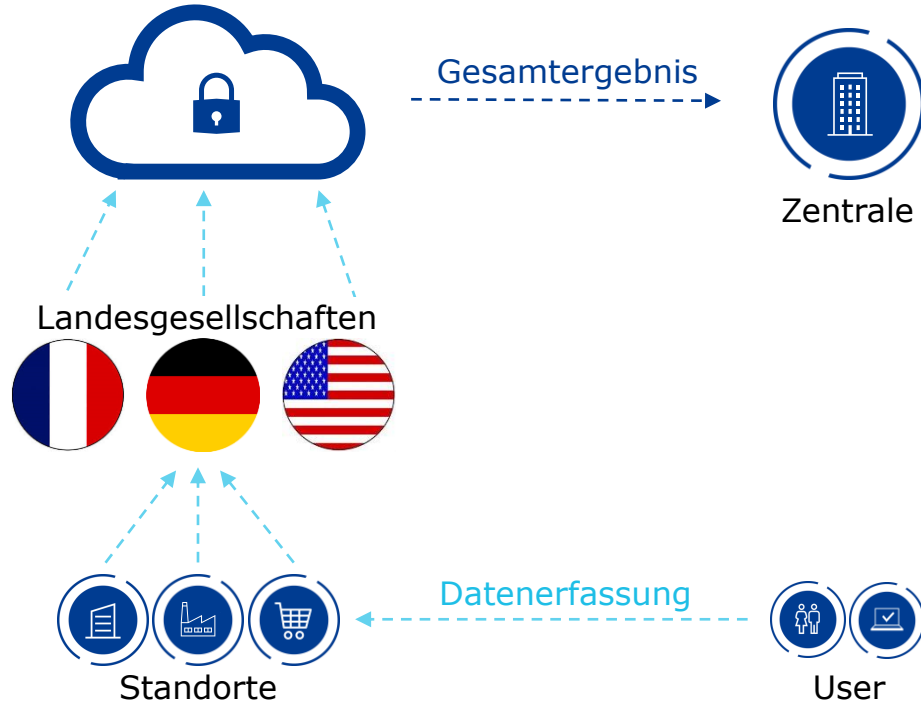 Gesamtergebnis
Zentrale
Landesgesellschaften
Datenerfassung
Standorte
User